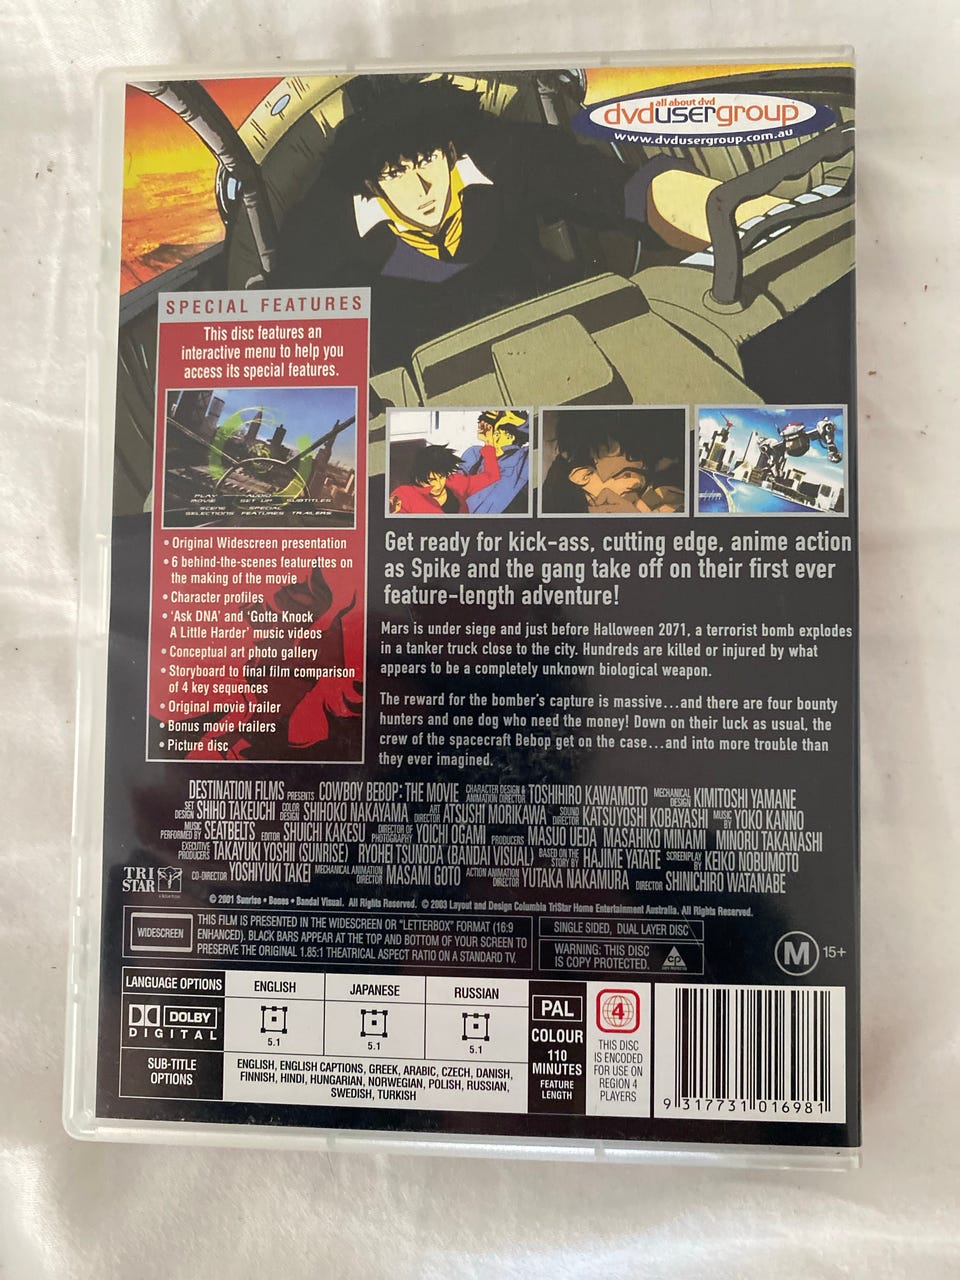 all about dvd
dvdusergroup
www.dvdusergroup.com.au
SPECIAL FEATURES
This disc features an
interactive menu to help you
access its special features.
PLAY MOVIE
AUDIO SET UP
SUBTITLES
SCENE SELECTIONS
SPECIAL FEATURES
TRAILERS
• Original Widescreen presentation
• 6 behind-the-scenes featurettes on
the making of the movie
• Character profiles
• 'Ask DNA' and 'Gotta Knock
A Little Harder' music videos
• Conceptual art photo gallery
• Storyboard to final film comparison
of 4 key sequences
• Original movie trailer
• Bonus movie trailers
• Picture disc
Get ready for kick-ass, cutting edge, anime action
as Spike and the gang take off on their first ever
feature-length adventure!
Mars is under siege and just before Halloween 2071, a terrorist bomb explodes
in a tanker truck close to the city. Hundreds are killed or injured by what
appears to be a completely unknown biological weapon.
The reward for the bomber's capture is massive...and there are four bounty
hunters and one dog who need the money! Down on their luck as usual, the
crew of the spacecraft Bebop get on the case...and into more trouble than
they ever imagined.
DESTINATION FILMS PRESENTS COWBOY BEBOP: THE MOVIE CHARACTER DESIGN & ANIMATION DIRECTOR TOSHIHIRO KAWAMOTO MECHANICAL DESIGN KIMITOSHI YAMANE
SET DESIGN SHIHO TAKEUCHI COLOR DESIGN SHIHOKO NAKAYAMA ART DIRECTOR ATSUSHI MORIKAWA SOUND DIRECTOR KATSUYOSHI KOBAYASHI MUSIC BY YOKO KANNO
MUSIC PERFORMED BY SEATBELTS EDITOR SHUICHI KAKESU DIRECTOR OF PHOTOGRAPHY YOICHI OGAMI PRODUCERS MASUO UEDA MASAHIKO MINAMI MINORU TAKANASHI
EXECUTIVE PRODUCERS TAKAYUKI YOSHII (SUNRISE) RYOHEI TSUNODA (BANDAI VISUAL) BASED ON THE STORY BY HAJIME YATATE SCREENPLAY BY KEIKO NOBUMOTO
CO-DIRECTOR YOSHIYUKI TAKEI MECHANICAL ANIMATION DIRECTOR MASAMI GOTO ACTION ANIMATION DIRECTOR YUTAKA NAKAMURA DIRECTOR SHINICHIRO WATANABE
TRI STAR
© 2001 Sunrise • Bones • Bandai Visual. All Rights Reserved. © 2003 Layout and Design Columbia TriStar Home Entertainment Australia. All Rights Reserved.
WIDESCREEN
THIS FILM IS PRESENTED IN THE WIDESCREEN OR "LETTERBOX" FORMAT (16:9
ENHANCED). BLACK BARS APPEAR AT THE TOP AND BOTTOM OF YOUR SCREEN TO
PRESERVE THE ORIGINAL 1.85:1 THEATRICAL ASPECT RATIO ON A STANDARD TV.
SINGLE SIDED, DUAL LAYER DISC
WARNING: THIS DISC
IS COPY PROTECTED.
CP
COPY PROTECTED
M 15+
LANGUAGE OPTIONS
ENGLISH
JAPANESE
RUSSIAN
DOLBY
DIGITAL
5.1
5.1
5.1
SUB-TITLE
OPTIONS
ENGLISH, ENGLISH CAPTIONS, GREEK, ARABIC, CZECH, DANISH,
FINNISH, HINDI, HUNGARIAN, NORWEGIAN, POLISH, RUSSIAN,
SWEDISH, TURKISH
PAL
COLOUR
110
MINUTES
FEATURE
LENGTH
4
THIS DISC
IS ENCODED
FOR USE ON
REGION 4
PLAYERS
9 317731 016981